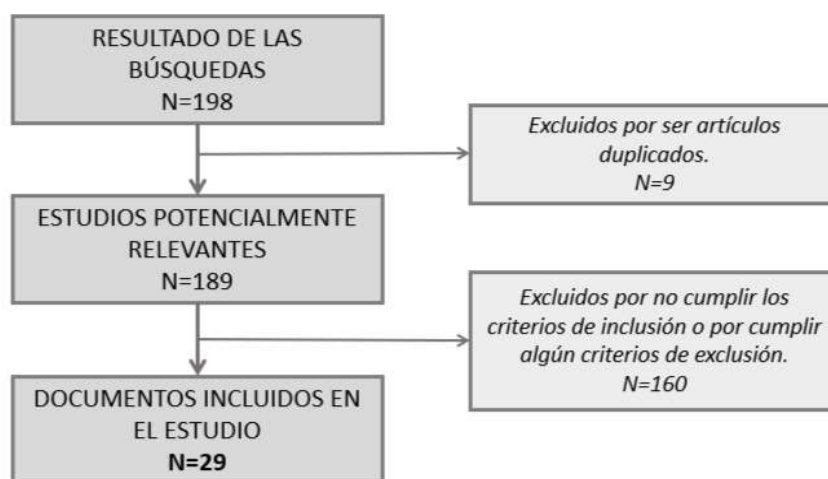 RESULTADO DE LAS
BÚSQUEDAS
N=198
Excluidos por ser artículos
duplicados.
N=9
ESTUDIOS POTENCIALMENTE
RELEVANTES
N=189
Excluidos por no cumplir los
criterios de inclusión o por cumplir
algún criterios de exclusión.
N=160
DOCUMENTOS INCLUIDOS EN
EL ESTUDIO
N=29